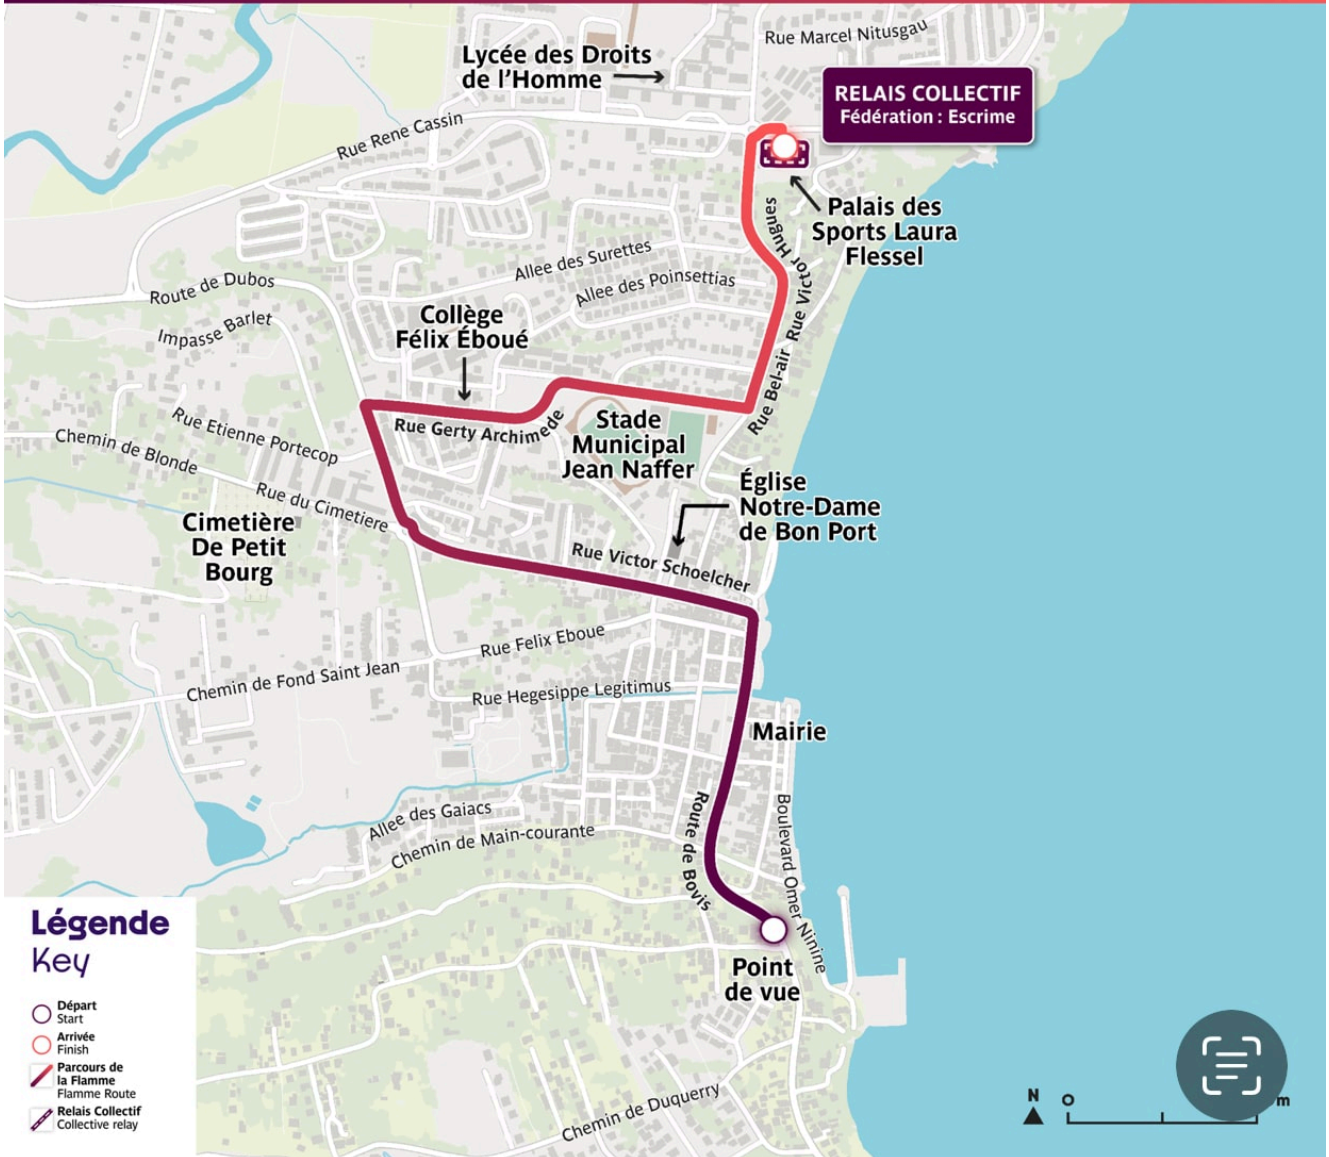 Rue Marcel Nitusgau
Lycée des Droits
de l'Homme
RELAIS COLLECTIF
Fédération : Escrime
Rue Rene Cassin
Palais des
Sports Laura
Flessel
Rue Victor Hugues
Allee des Surettes
Allee des Poinsettias
Route de Dubos
Impasse Barlet
Collège
Félix Éboué
Rue Bel-air
Rue Gerty Archimede
Stade
Municipal
Jean Naffer
Rue Etienne Portecop
Chemin de Blonde
Rue du Cimetiere
Église
Notre-Dame
de Bon Port
Cimetière
De Petit
Bourg
Rue Victor Schoelcher
Rue Felix Eboue
Chemin de Fond Saint Jean
Rue Hegesippe Legitimus
Mairie
Route de Bovis
Boulevard Omer Ninine
Allee des Gaiacs
Chemin de Main-courante
Point
de vue
Chemin de Duquerry
Légende
Key
Départ
Start
Arrivée
Finish
Parcours de
la Flamme
Flamme Route
Relais Collectif
Collective relay
N
0
m